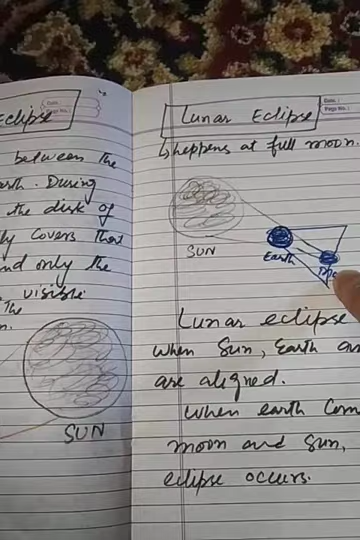 Eclipse
between the
arth. During
the disk of
ly covers that
nd only the
visible
The
SUN
Date:
Page No.:
Lunar Eclipse
Date:
Page No.:
happens at full moon.
SUN
Earth
Lunar eclipse
when Sun, Earth an
are aligned.
when earth Com
moon and sun,
eclipse occurs.